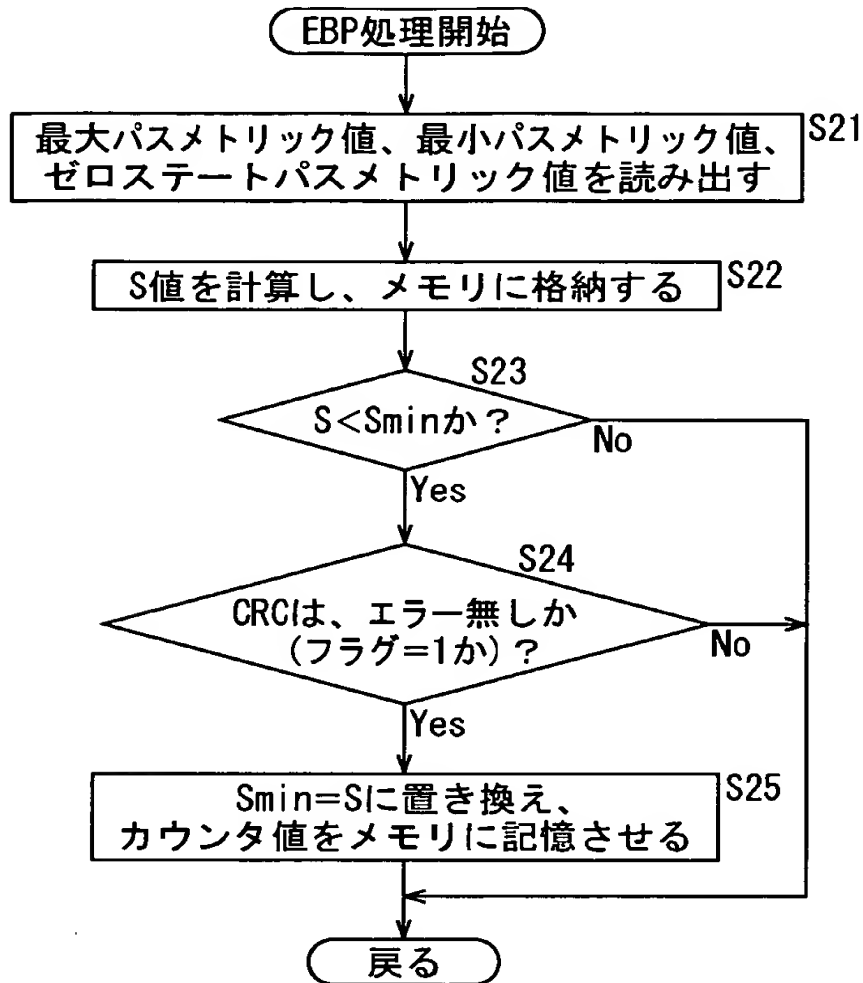 EBP処理開始
最大パスメトリック値、最小パスメトリック値、
ゼロステートパスメトリック値を読み出す
S21
S値を計算し、メモリに格納する
S22
S23
S<Sminか?
No
Yes
S24
CRCは、エラー無しか
(フラグ=1か)?
No
Yes
Smin=Sに置き換え、
カウンタ値をメモリに記憶させる
S25
戻る